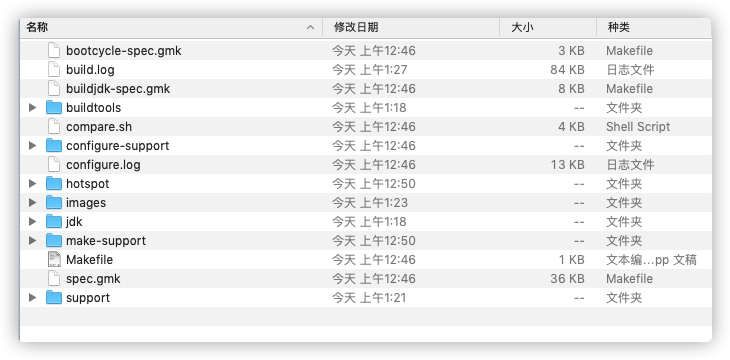 名称 修改日期 大小 种类
bootcycle-spec.gmk 今天 上午12:46 3 KB Makefile
build.log 今天 上午1:27 84 KB 日志文件
buildjdk-spec.gmk 今天 上午12:46 8 KB Makefile
buildtools 今天 上午1:18 -- 文件夹
compare.sh 今天 上午12:46 4 KB Shell Script
configure-support 今天 上午12:46 -- 文件夹
configure.log 今天 上午12:46 13 KB 日志文件
hotspot 今天 上午12:50 -- 文件夹
images 今天 上午1:23 -- 文件夹
jdk 今天 上午1:18 -- 文件夹
make-support 今天 上午12:50 -- 文件夹
Makefile 今天 上午12:46 1 KB 文本编...pp 文稿
spec.gmk 今天 上午12:46 36 KB Makefile
support 今天 上午1:21 -- 文件夹